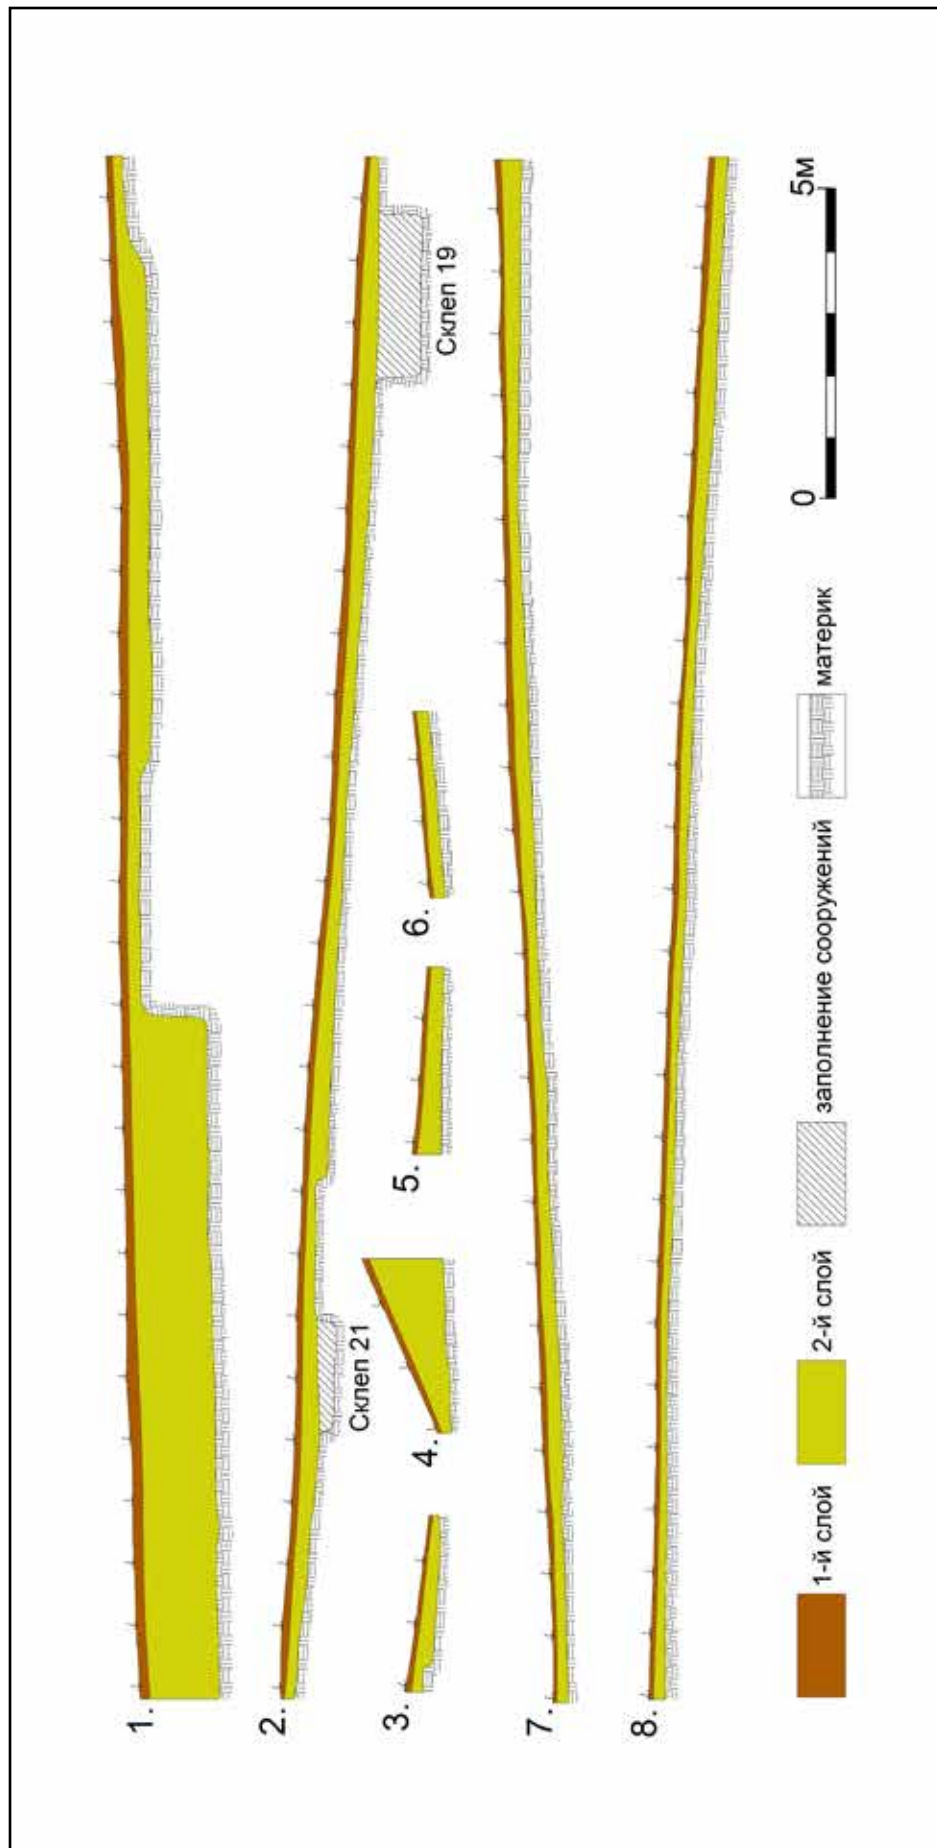 1.
2.
Склеп 21
Склеп 19
3.
4.
5.
6.
7.
8.
1-й слой
2-й слой
заполнение сооружений
материк
0
5м